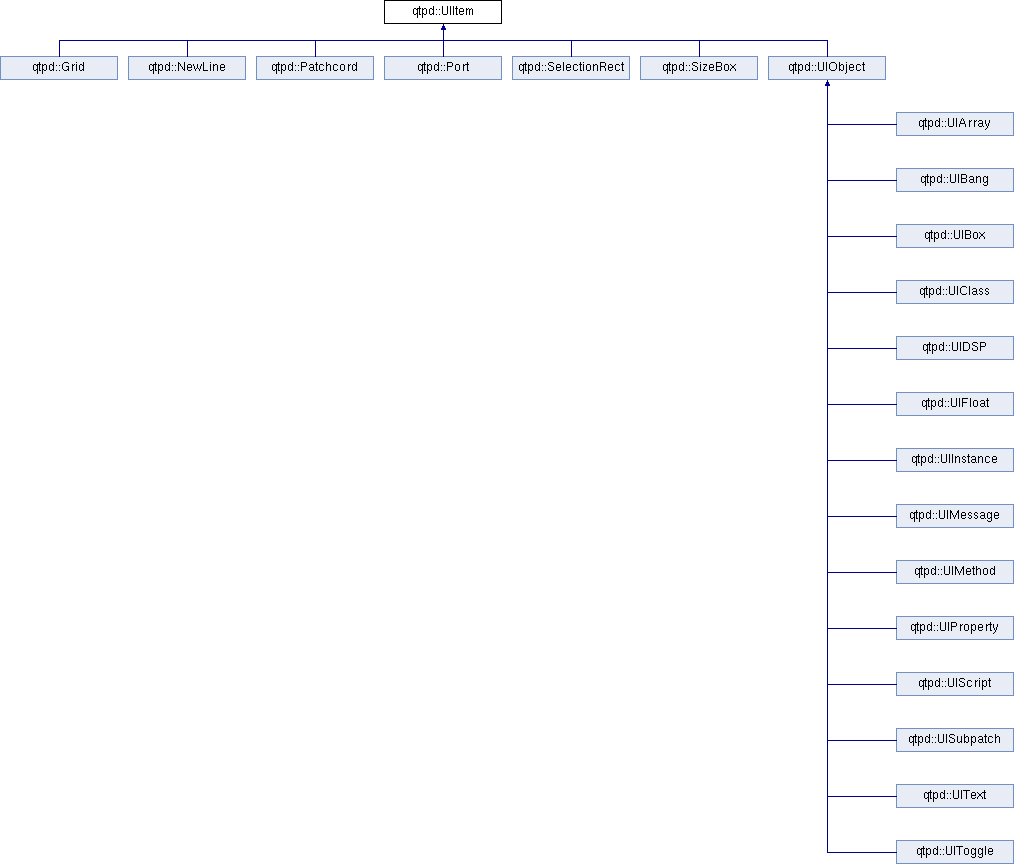 qtpd::UIItem
qtpd::Grid
qtpd::NewLine
qtpd::Patchcord
qtpd::Port
qtpd::SelectionRect
qtpd::SizeBox
qtpd::UIObject
qtpd::UIArray
qtpd::UIBang
qtpd::UIBox
qtpd::UIClass
qtpd::UIDSP
qtpd::UIFloat
qtpd::UIInstance
qtpd::UIMessage
qtpd::UIMethod
qtpd::UIProperty
qtpd::UIScript
qtpd::UISubpatch
qtpd::UIText
qtpd::UIToggle